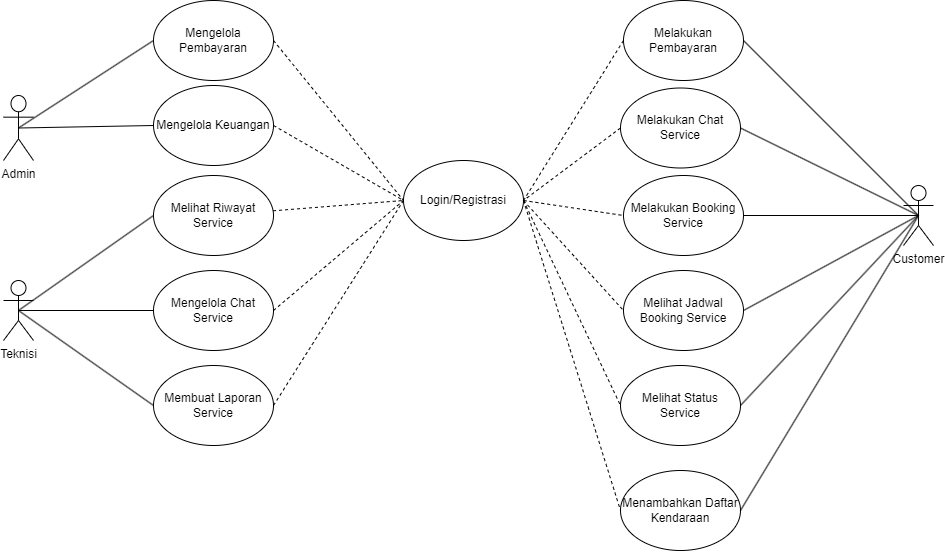 Mengelola
Pembayaran
Mengelola Keuangan
Admin
Melihat Riwayat
Service
Mengelola Chat
Service
Teknisi
Membuat Laporan
Service
Login/Registrasi
Melakukan
Pembayaran
Melakukan Chat
Service
Melakukan Booking
Service
Customer
Melihat Jadwal
Booking Service
Melihat Status
Service
Menambahkan Daftar
Kendaraan